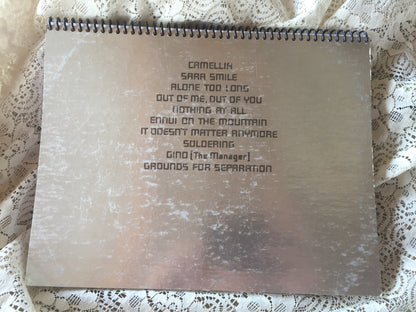 CAMELLIA
SARA SMILE
ALONE TOO LONG
OUT OF ME, OUT OF YOU
NOTHING AT ALL
ENNUI ON THE MOUNTAIN
IT DOESN'T MATTER ANYMORE
SOLDERING
GINO (The Manager)
GROUNDS FOR SEPARATION